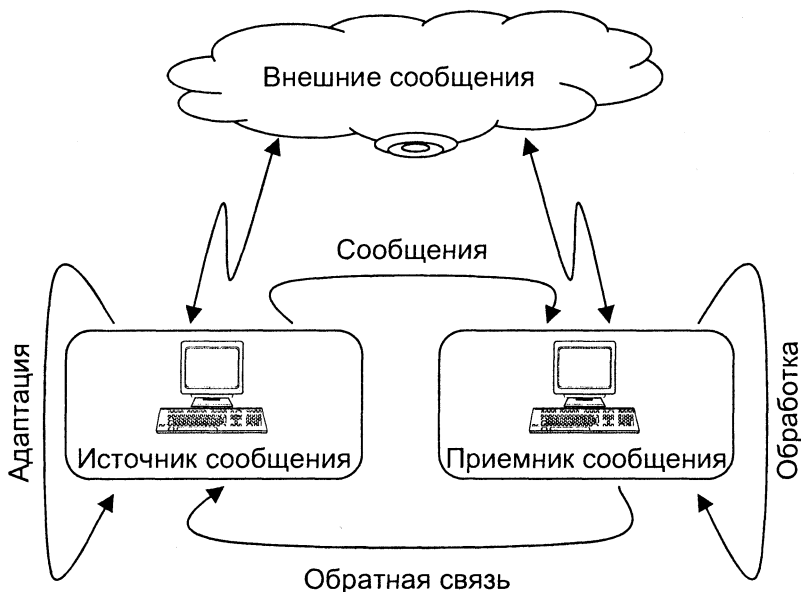 Внешние сообщения
Сообщения
Адаптация
Источник сообщения
Приемник сообщения
Обработка
Обратная связь